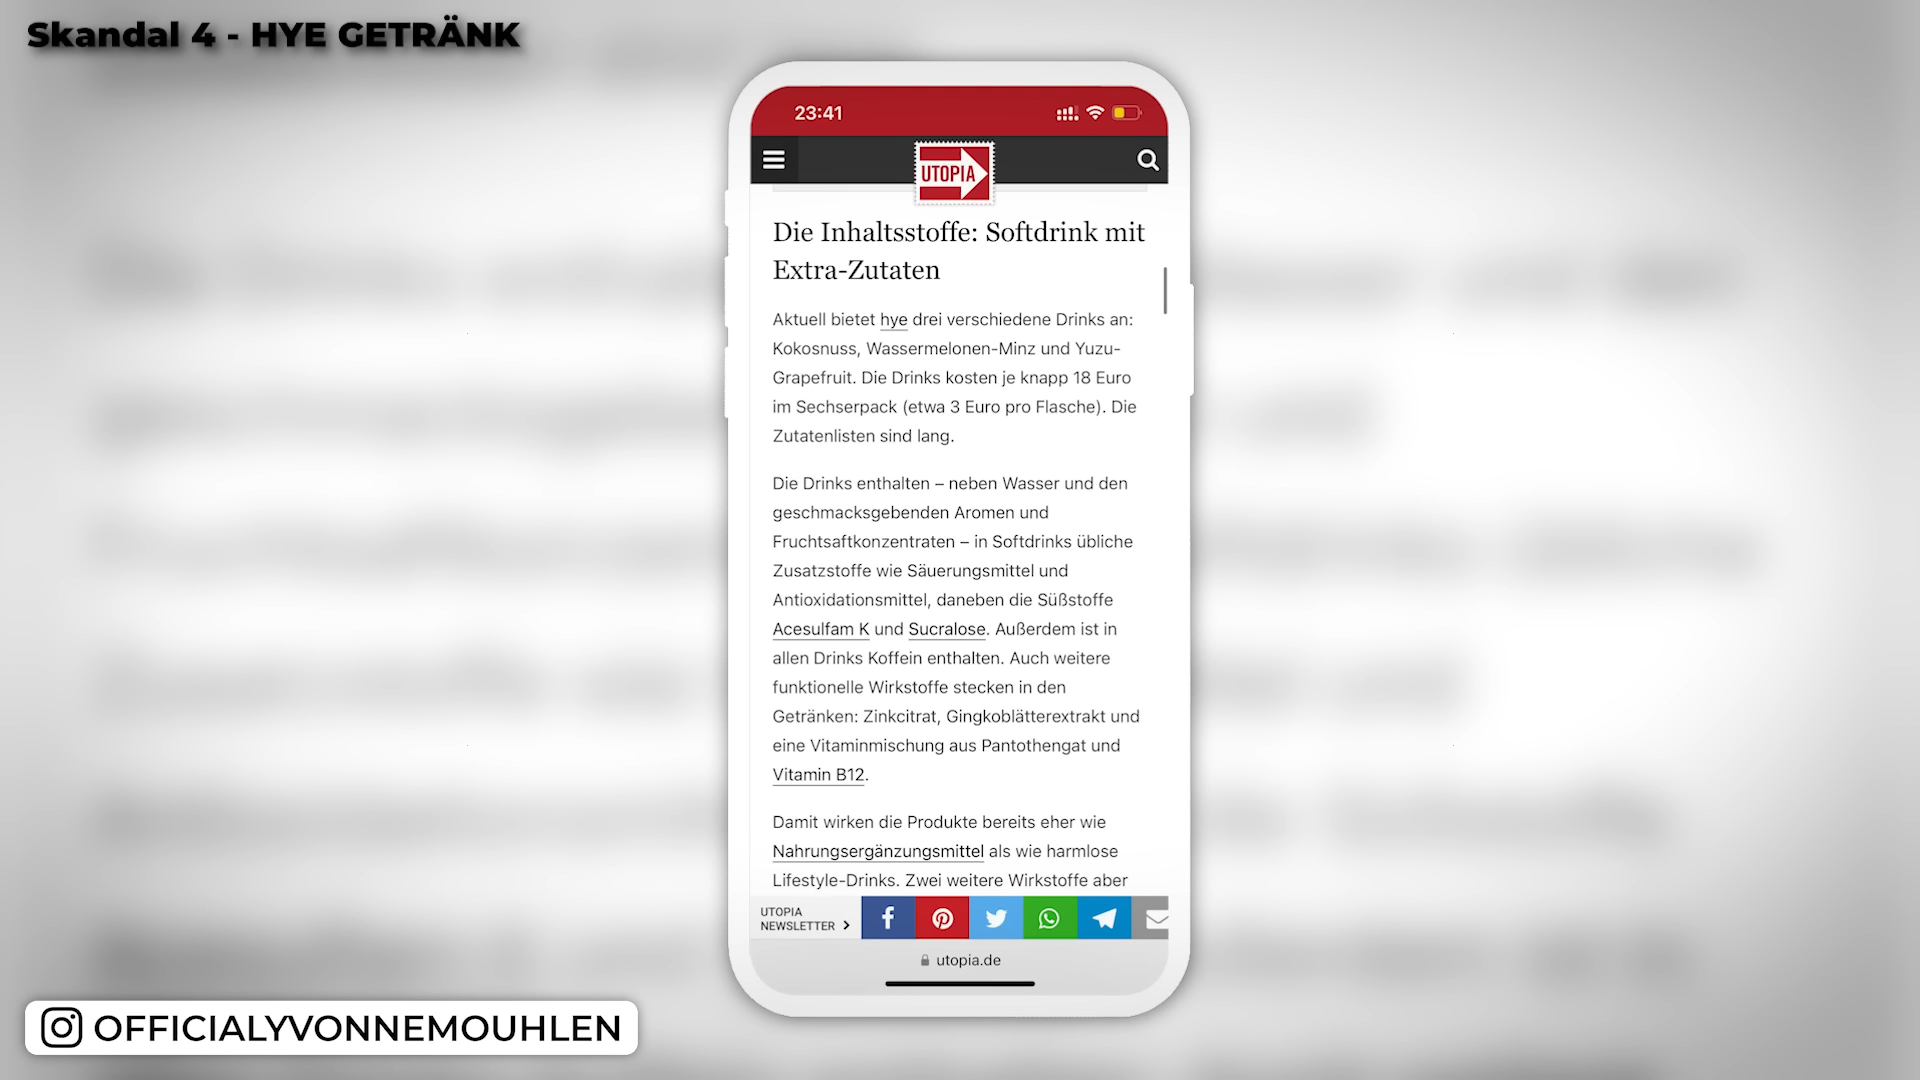 Skandal 4 - HYE GETRÄNK
23:41
UTOPIA
Die Inhaltsstoffe: Softdrink mit
Extra-Zutaten
Aktuell bietet hye drei verschiedene Drinks an:
Kokosnuss, Wassermelonen-Minz und Yuzu-
Grapefruit. Die Drinks kosten je knapp 18 Euro
im Sechserpack (etwa 3 Euro pro Flasche). Die
Zutatenlisten sind lang.
Die Drinks enthalten – neben Wasser und den
geschmacksgebenden Aromen und
Fruchtsaftkonzentraten – in Softdrinks übliche
Zusatzstoffe wie Säuerungsmittel und
Antioxidationsmittel, daneben die Süßstoffe
Acesulfam K und Sucralose. Außerdem ist in
allen Drinks Koffein enthalten. Auch weitere
funktionelle Wirkstoffe stecken in den
Getränken: Zinkcitrat, Gingkoblätterextrakt und
eine Vitaminmischung aus Pantothengat und
Vitamin B12.
Damit wirken die Produkte bereits eher wie
Nahrungsergänzungsmittel als wie harmlose
Lifestyle-Drinks. Zwei weitere Wirkstoffe aber
UTOPIA
NEWSLETTER
utopia.de
OFFICIALYVONNEMOUHLEN